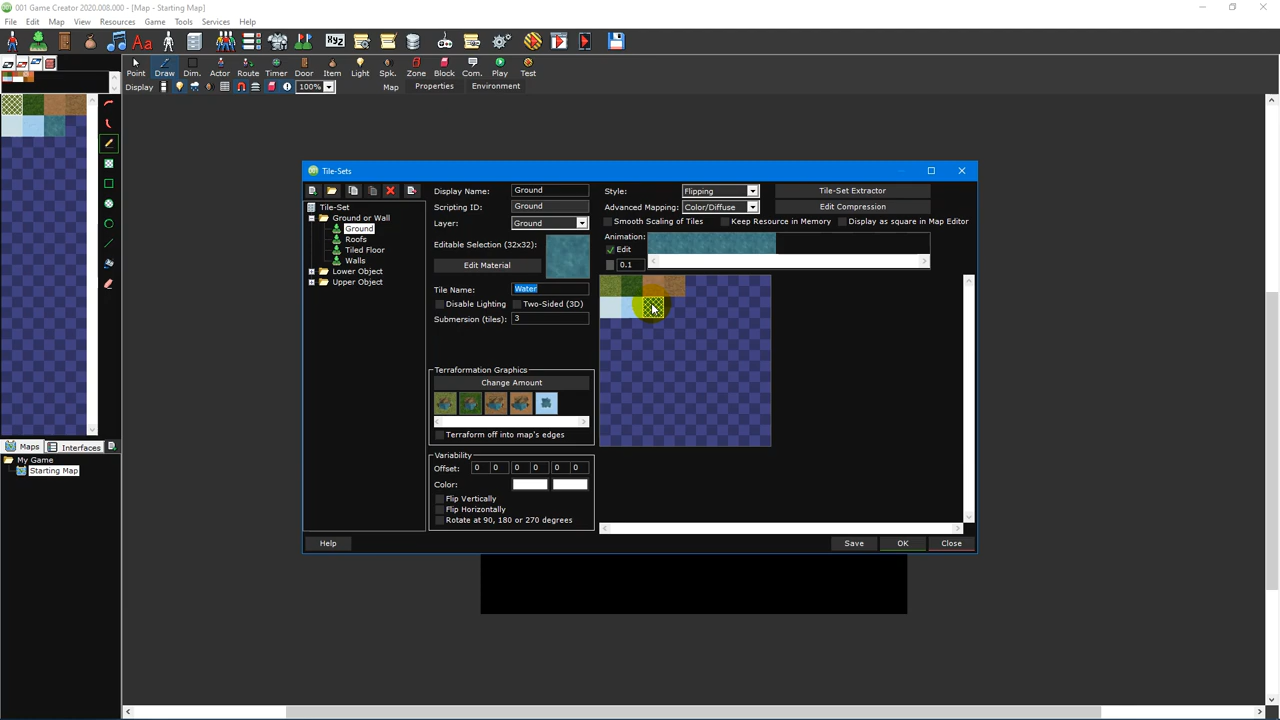 001 Game Creator 2020.008.000 - [Map - Starting Map]
File Edit Map View Resources Game Tools Services Help
Point Draw Dim. Actor Route Timer Door Item Light Spk. Zone Block Com. Play Test
Display 100% Map Properties Environment
Tile-Sets
Display Name: Ground Style: Flipping Tile-Set Extractor
Tile-Set
Scripting ID: Ground Advanced Mapping: Color/Diffuse Edit Compression
Ground or Wall
Layer: Ground Smooth Scaling of Tiles Keep Resource in Memory Display as square in Map Editor
Ground
Roofs
Tiled Floor
Walls
Lower Object
Upper Object
Editable Selection (32x32):
Animation:
Edit
0.1
Edit Material
Tile Name: Water
Disable Lighting Two-Sided (3D)
Submersion (tiles): 3
Terraformation Graphics
Change Amount
Terraform off into map's edges
Variability
Offset: 0 0 0 0 0 0
Color:
Flip Vertically
Flip Horizontally
Rotate at 90, 180 or 270 degrees
Help Save OK Close
Maps Interfaces
My Game
Starting Map